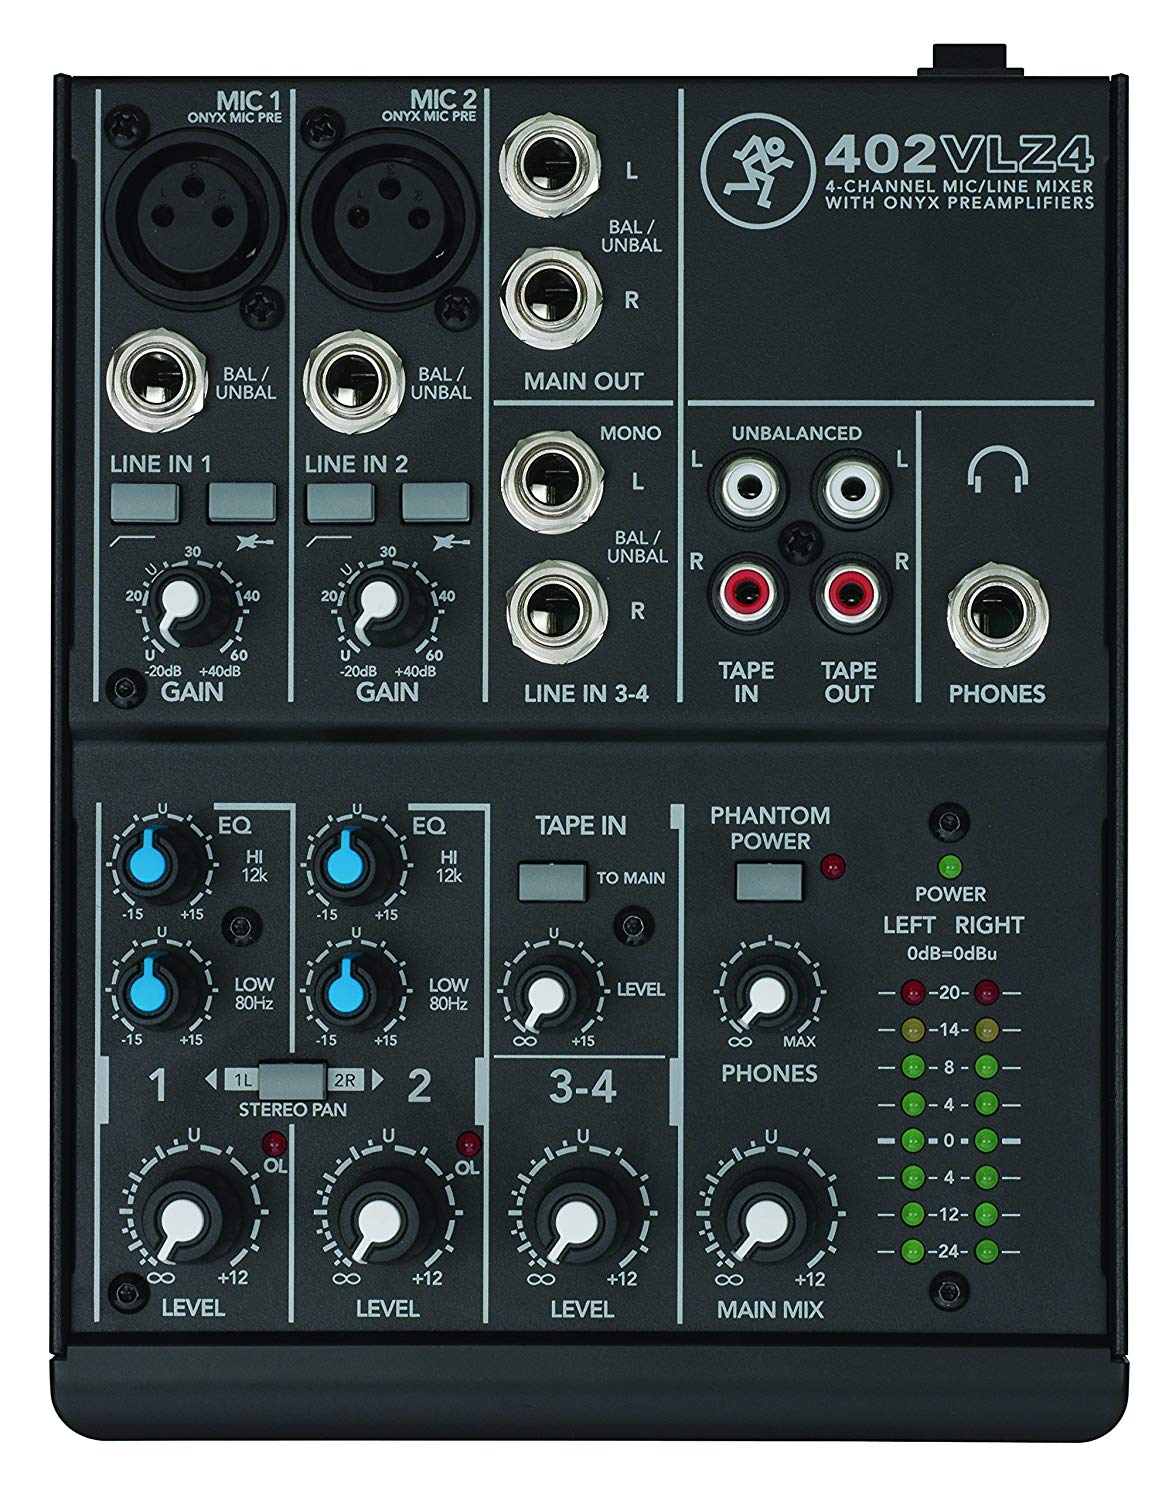 MIC 1
ONYX MIC PRE
BAL /
UNBAL
LINE IN 1
30
U
20
40
U
60
-20dB +40dB
GAIN
MIC 2
ONYX MIC PRE
BAL /
UNBAL
LINE IN 2
30
U
20
40
U
60
-20dB +40dB
GAIN
L
BAL /
UNBAL
R
MAIN OUT
MONO
L
BAL /
UNBAL
R
LINE IN 3-4
402VLZ4
4-CHANNEL MIC/LINE MIXER
WITH ONYX PREAMPLIFIERS
UNBALANCED
L L
R R
TAPE TAPE
IN OUT
PHONES
U
EQ
HI
12k
-15 +15
U
LOW
80Hz
-15 +15
U
EQ
HI
12k
-15 +15
U
LOW
80Hz
-15 +15
1
1L 2R
2
STEREO PAN
U
OL
∞ +12
LEVEL
U
OL
∞ +12
LEVEL
TAPE IN
TO MAIN
U
LEVEL
∞ +15
3-4
U
∞ +12
LEVEL
PHANTOM
POWER
U
∞ MAX
PHONES
U
∞ +12
MAIN MIX
POWER
LEFT RIGHT
0dB=0dBu
20
14
8
4
0
4
12
24